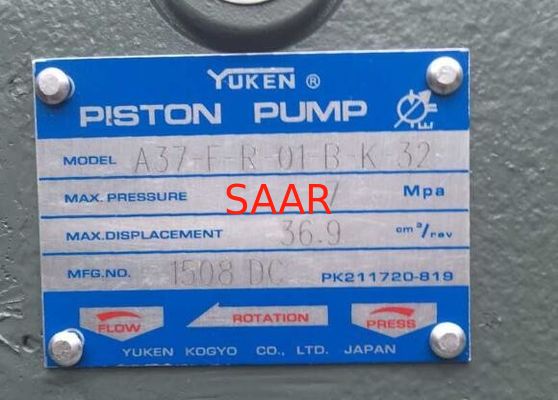 YUKEN ®
PISTON PUMP
MODEL A37-F-R-01-B-K-32
MAX. PRESSURE 7 Mpa
SAAR
MAX.DISPLACEMENT 36.9 cm³/rev
MFG.NO. 1508 DC PK211720-819
FLOW ROTATION PRESS
YUKEN KOGYO CO., LTD. JAPAN